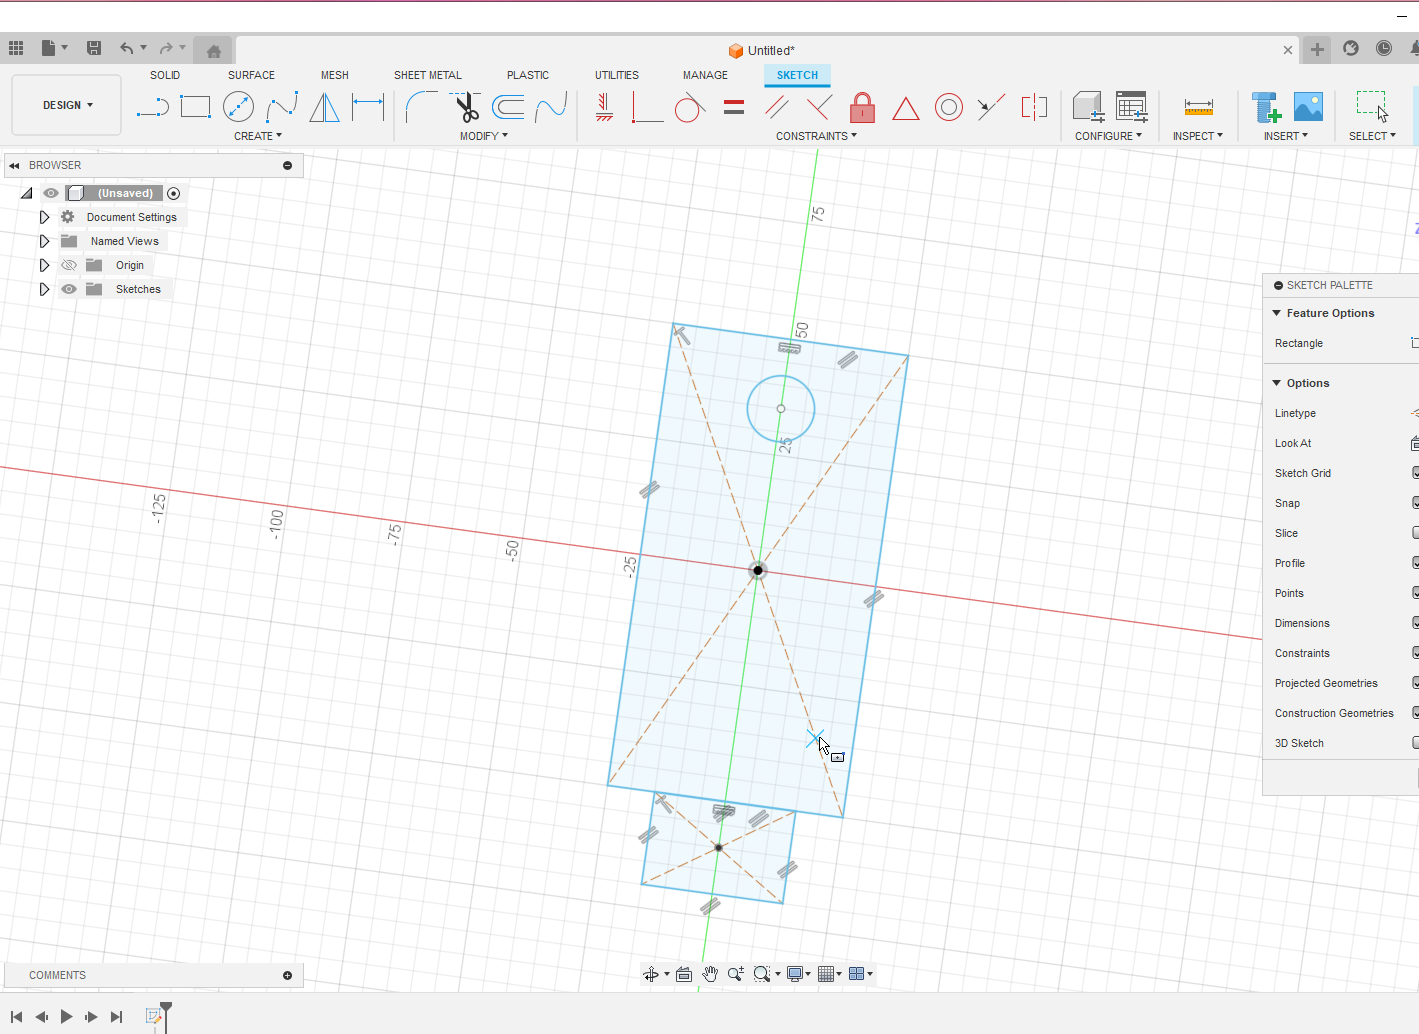 Untitled*
SOLID SURFACE MESH SHEET METAL PLASTIC UTILITIES MANAGE SKETCH
DESIGN
CREATE MODIFY CONSTRAINTS CONFIGURE INSPECT INSERT SELECT
BROWSER
(Unsaved)
Document Settings
Named Views
Origin
Sketches
75
50
25
-125
-100
-75
-50
-25
Z
SKETCH PALETTE
Feature Options
Rectangle
Options
Linetype
Look At
Sketch Grid
Snap
Slice
Profile
Points
Dimensions
Constraints
Projected Geometries
Construction Geometries
3D Sketch
COMMENTS